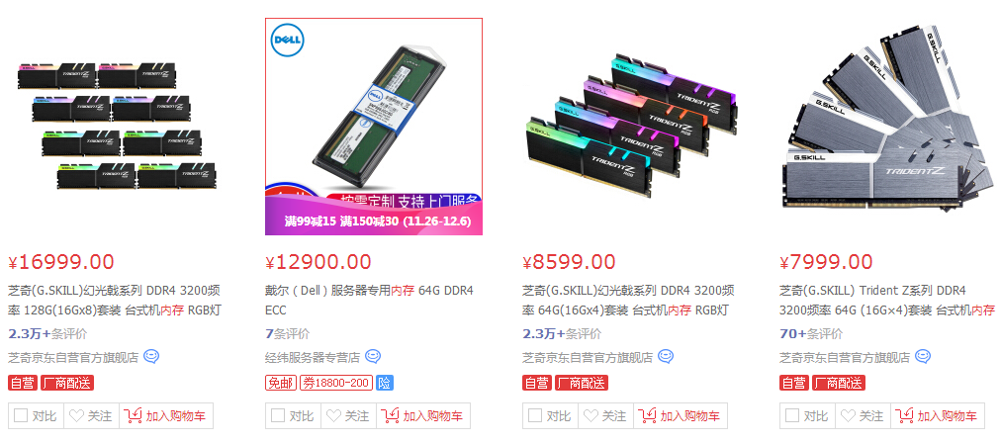 G.SKILL
TRIDENT Z
RGB
DELL
DELL
按需定制 支持上门服务
满99减15 满150减30 (11.26-12.6)
G.SKILL
TRIDENT Z
RGB
G.SKILL
TRIDENT Z
¥16999.00
芝奇(G.SKILL)幻光戟系列 DDR4 3200频
率 128G(16Gx8)套装 台式机内存 RGB灯
2.3万+条评价
芝奇京东自营官方旗舰店
自营 厂商配送
对比 关注 加入购物车
¥12900.00
戴尔（Dell）服务器专用内存 64G DDR4
ECC
7条评价
经纬服务器专营店
免邮 券18800-200 险
对比 关注 加入购物车
¥8599.00
芝奇(G.SKILL)幻光戟系列 DDR4 3200频
率 64G(16Gx4)套装 台式机内存 RGB灯
2.3万+条评价
芝奇京东自营官方旗舰店
自营 厂商配送
对比 关注 加入购物车
¥7999.00
芝奇(G.SKILL) Trident Z系列 DDR4
3200频率 64G (16G×4)套装 台式机内存
70+条评价
芝奇京东自营官方旗舰店
自营 厂商配送
对比 关注 加入购物车